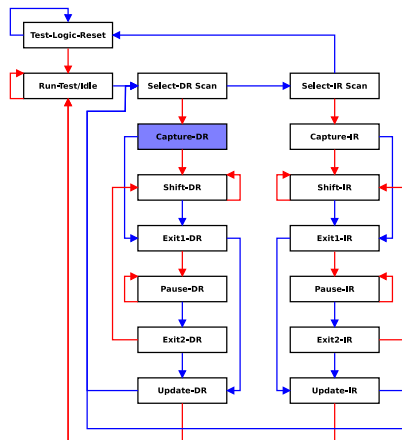 Test-Logic-Reset
Run-Test/Idle
Select-DR Scan
Select-IR Scan
Capture-DR
Capture-IR
Shift-DR
Shift-IR
Exit1-DR
Exit1-IR
Pause-DR
Pause-IR
Exit2-DR
Exit2-IR
Update-DR
Update-IR